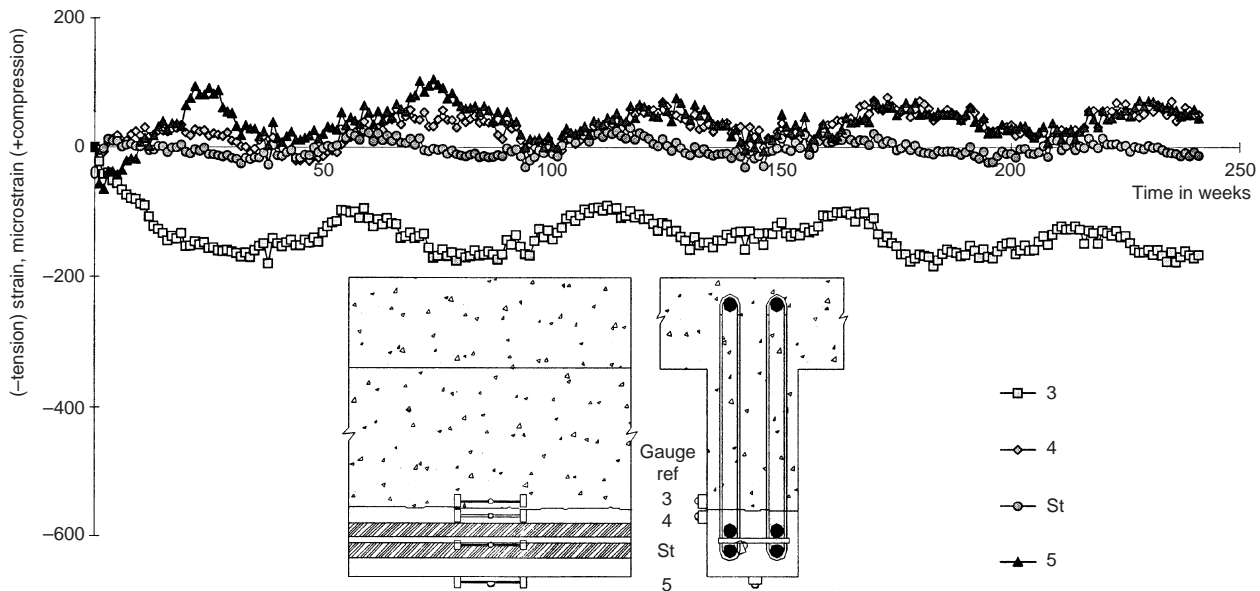 200
0
–200
–400
–600
(–tension) strain, microstrain (+compression)
50
100
150
200
250
Time in weeks
Gauge
ref
3
4
St
5
3
4
St
5